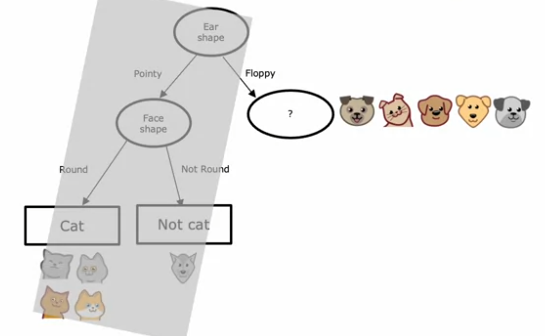 Ear
shape
Pointy
Floppy
?
Face
shape
Round
Not Round
Cat
Not cat